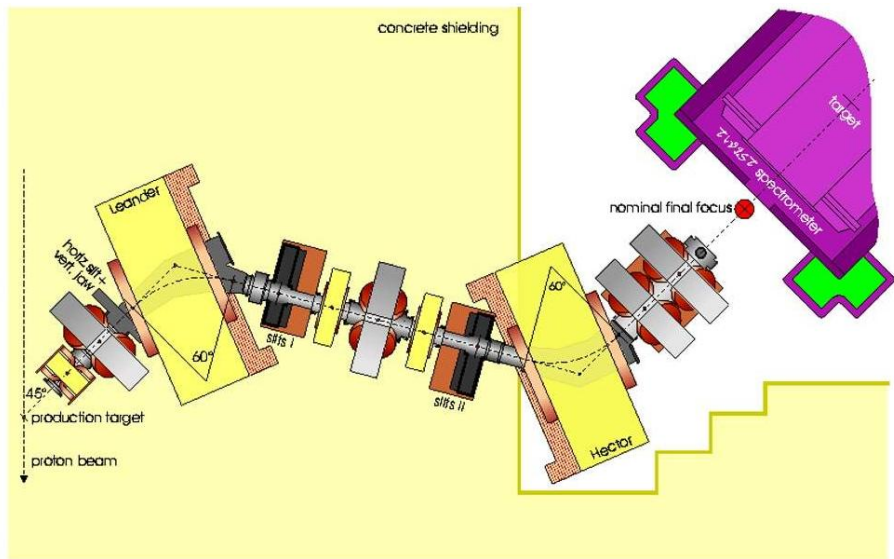 concrete shielding
target
SINDRUM spectrometer
nominal final focus
Leander
horiz. slit +
vert. jaw
60°
slits i
60°
slits ii
45°
production target
Hector
proton beam